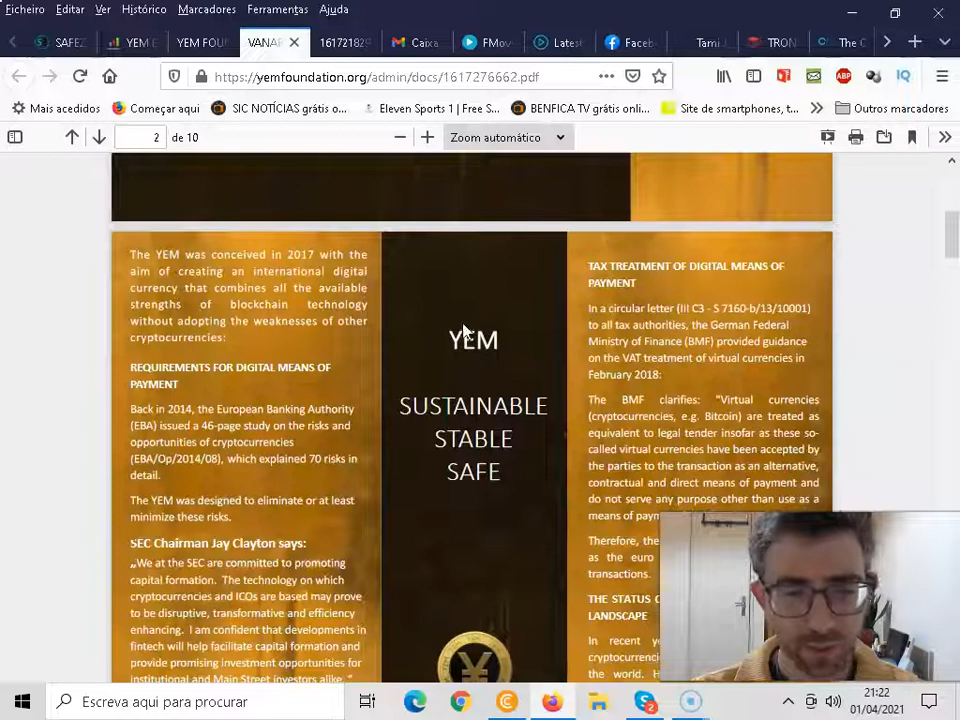 Ficheiro Editar Ver Histórico Marcadores Ferramentas Ajuda
SAFEZ
YEM E
YEM FOU
VANA
161721829
Caixa
FMov
Latest
Faceb
Tami J
TRON
The C
https://yemfoundation.org/admin/docs/1617276662.pdf
ABP
IQ
Mais acedidos
Começar aqui
SIC NOTÍCIAS grátis o...
Eleven Sports 1 | Free S...
BENFICA TV grátis onl...
Site de smartphones, t...
Outros marcadores
2 de 10
Zoom automático
The YEM was conceived in 2017 with the
aim of creating an international digital
currency that combines all the available
strengths of blockchain technology
without adopting the weaknesses of other
cryptocurrencies:
REQUIREMENTS FOR DIGITAL MEANS OF
PAYMENT
Back in 2014, the European Banking Authority
(EBA) issued a 46-page study on the risks and
opportunities of cryptocurrencies
(EBA/Op/2014/08), which explained 70 risks in
detail.
The YEM was designed to eliminate or at least
minimize these risks.
SEC Chairman Jay Clayton says:
„We at the SEC are committed to promoting
capital formation. The technology on which
cryptocurrencies and ICOs are based may prove
to be disruptive, transformative and efficiency
enhancing. I am confident that developments in
fintech will help facilitate capital formation and
provide promising investment opportunities for
institutional and Main Street investors alike. "
YEM
SUSTAINABLE
STABLE
SAFE
TAX TREATMENT OF DIGITAL MEANS OF
PAYMENT
In a circular letter (III C3 - S 7160-b/13/10001)
to all tax authorities, the German Federal
Ministry of Finance (BMF) provided guidance
on the VAT treatment of virtual currencies in
February 2018:
The BMF clarifies: "Virtual currencies
(cryptocurrencies, e.g. Bitcoin) are treated as
equivalent to legal tender insofar as these so-
called virtual currencies have been accepted by
the parties to the transaction as an alternative,
contractual and direct means of payment and
do not serve any purpose other than use as a
means of paym
Therefore, the
as the euro
transactions.
THE STATUS O
LANDSCAPE
In recent ye
cryptocurrenc
the world. H
Escreva aqui para procurar
2
21:22
01/04/2021